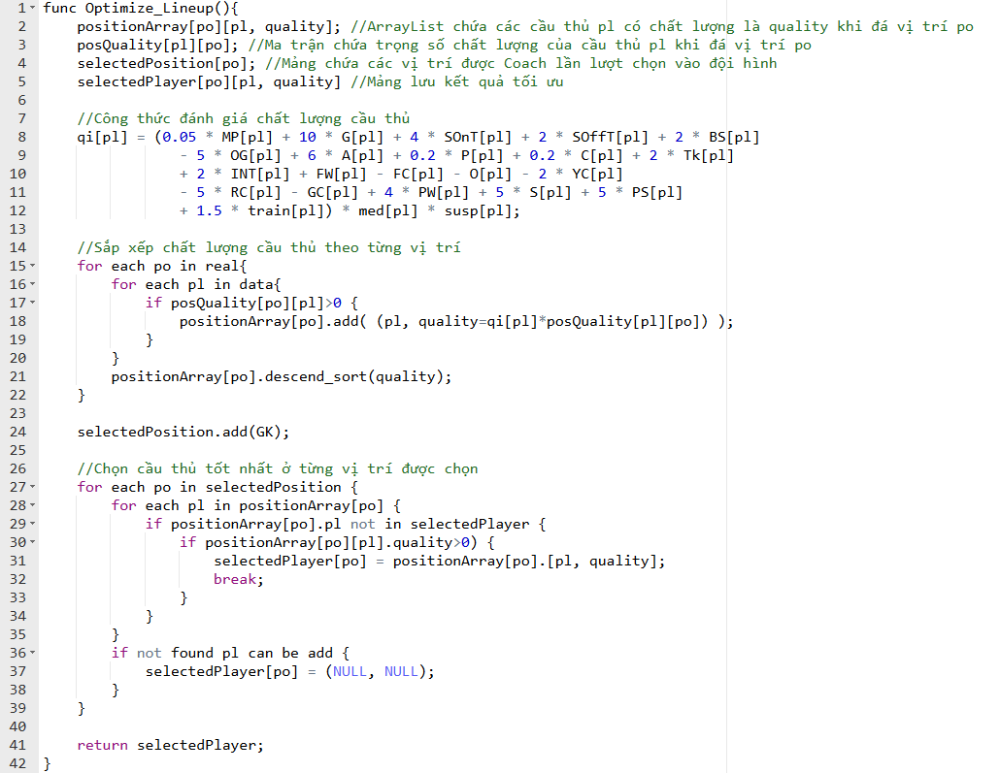 1 func Optimize_Lineup(){
2 positionArray[po][pl, quality]; //ArrayList chứa các cầu thủ pl có chất lượng là quality khi đá vị trí po
3 posQuality[pl][po]; //Ma trận chứa trọng số chất lượng của cầu thủ pl khi đá vị trí po
4 selectedPosition[po]; //Mảng chứa các vị trí được Coach lần lượt chọn vào đội hình
5 selectedPlayer[po][pl, quality] //Mảng lưu kết quả tối ưu
6
7 //Công thức đánh giá chất lượng cầu thủ
8 qi[pl] = (0.05 * MP[pl] + 10 * G[pl] + 4 * SOnT[pl] + 2 * SOffT[pl] + 2 * BS[pl]
9 - 5 * OG[pl] + 6 * A[pl] + 0.2 * P[pl] + 0.2 * C[pl] + 2 * Tk[pl]
10 + 2 * INT[pl] + FW[pl] - FC[pl] - O[pl] - 2 * YC[pl]
11 - 5 * RC[pl] - GC[pl] + 4 * PW[pl] + 5 * S[pl] + 5 * PS[pl]
12 + 1.5 * train[pl]) * med[pl] * susp[pl];
13
14 //Sắp xếp chất lượng cầu thủ theo từng vị trí
15 for each po in real{
16 for each pl in data{
17 if posQuality[po][pl]>0 {
18 positionArray[po].add( (pl, quality=qi[pl]*posQuality[pl][po]) );
19 }
20 }
21 positionArray[po].descend_sort(quality);
22 }
23
24 selectedPosition.add(GK);
25
26 //Chọn cầu thủ tốt nhất ở từng vị trí được chọn
27 for each po in selectedPosition {
28 for each pl in positionArray[po] {
29 if positionArray[po].pl not in selectedPlayer {
30 if positionArray[po][pl].quality>0) {
31 selectedPlayer[po] = positionArray[po].[pl, quality];
32 break;
33 }
34 }
35 }
36 if not found pl can be add {
37 selectedPlayer[po] = (NULL, NULL);
38 }
39 }
40
41 return selectedPlayer;
42 }